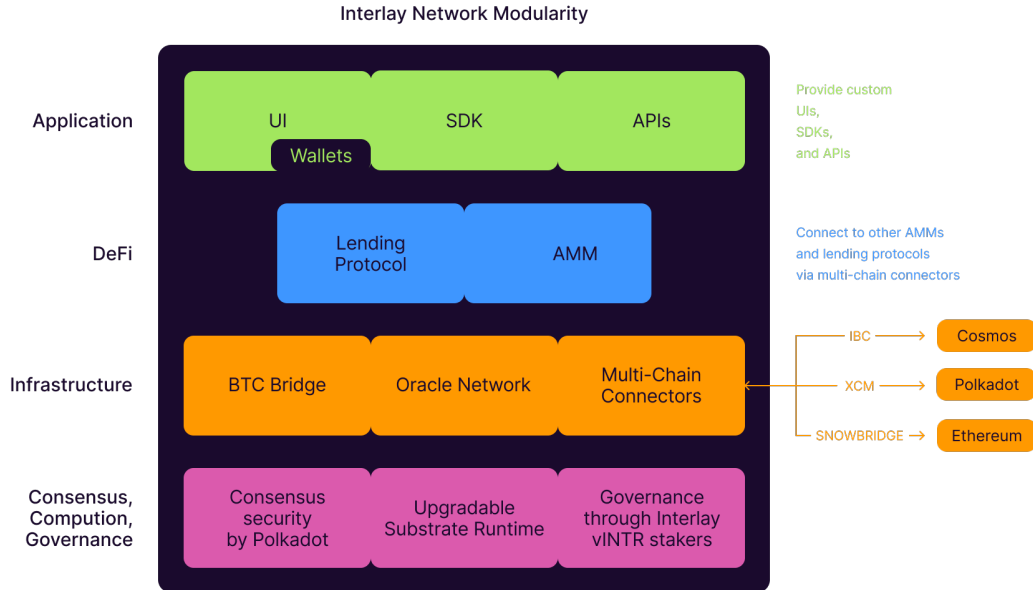 Interlay Network Modularity
Application
UI
SDK
APIs
Wallets
Provide custom
UIs,
SDKs,
and APIs
DeFi
Lending
Protocol
AMM
Connect to other AMMs
and lending protocols
via multi-chain connectors
Infrastructure
BTC Bridge
Oracle Network
Multi-Chain
Connectors
IBC
Cosmos
XCM
Polkadot
SNOWBRIDGE
Ethereum
Consensus,
Compution,
Governance
Consensus
security
by Polkadot
Upgradable
Substrate Runtime
Governance
through Interlay
vINTR stakers